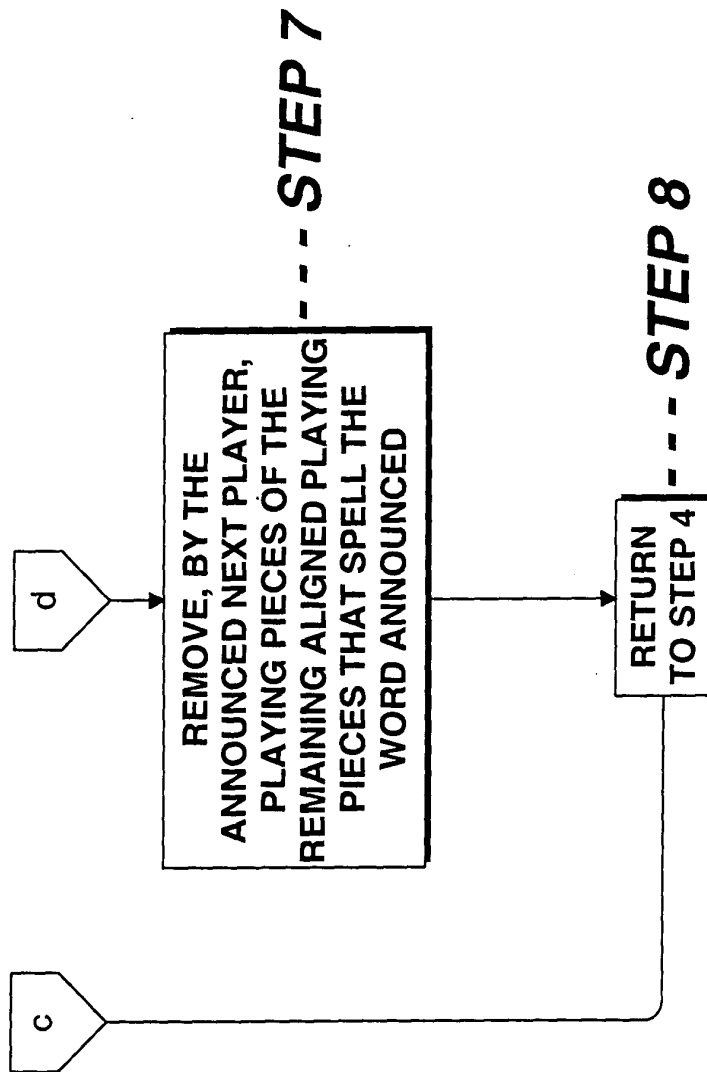 d
REMOVE, BY THE
ANNOUNCED NEXT PLAYER,
PLAYING PIECES OF THE
REMAINING ALIGNED PLAYING
PIECES THAT SPELL THE
WORD ANNOUNCED
STEP 7
c
RETURN
TO STEP 4
STEP 8